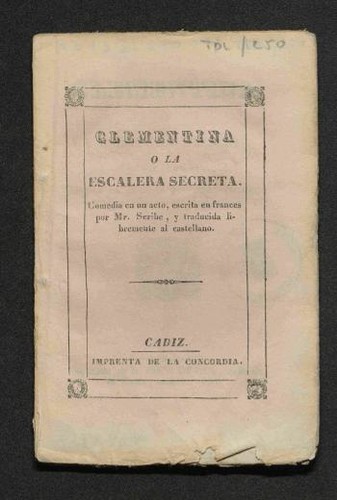 TDL / 250
CLEMENTINA
O LA
ESCALERA SECRETA.
Comedia en un acto, escrita en frances
por Mr. Scribe, y traducida li-
bremente al castellano.
CADIZ.
IMPRENTA DE LA CONCORDIA.